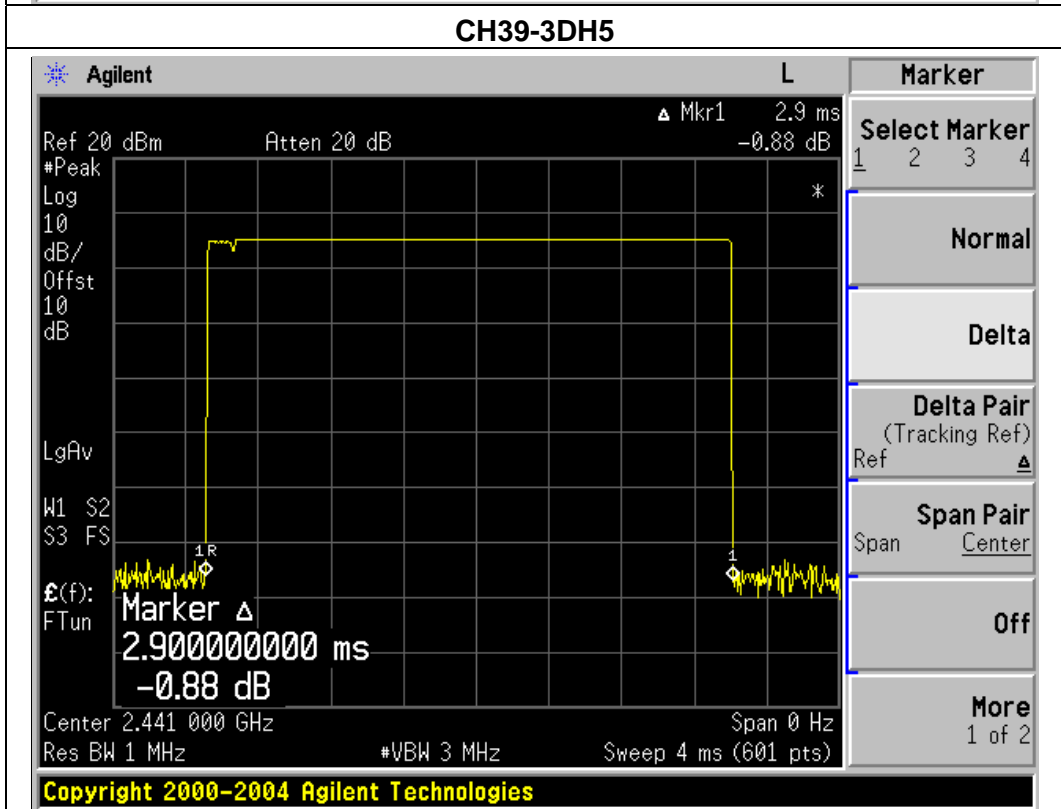 CH39-3DH5
Agilent L
Δ Mkr1 2.9 ms
Ref 20 dBm Atten 20 dB -0.88 dB
#Peak
Log
10
dB/
Offst
10
dB
LgAv
W1 S2
S3 FS
£(f):
FTun
*
1R
1
Marker Δ
2.900000000 ms
-0.88 dB
Center 2.441 000 GHz Span 0 Hz
Res BW 1 MHz #VBW 3 MHz Sweep 4 ms (601 pts)
Marker
Select Marker
1 2 3 4
Normal
Delta
Delta Pair
(Tracking Ref)
Ref Δ
Span Pair
Span Center
Off
More
1 of 2
Copyright 2000-2004 Agilent Technologies